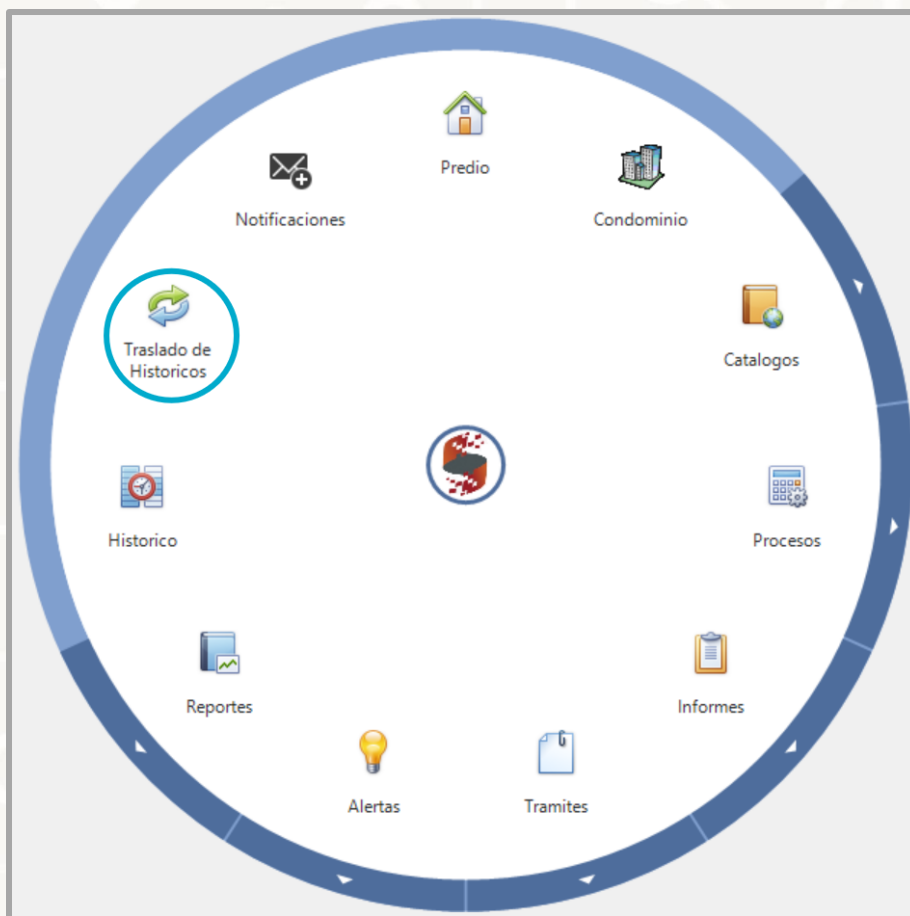 Predio
Notificaciones
Condominio
Traslado de
Historicos
Catalogos
Historico
Procesos
Reportes
Informes
Alertas
Tramites